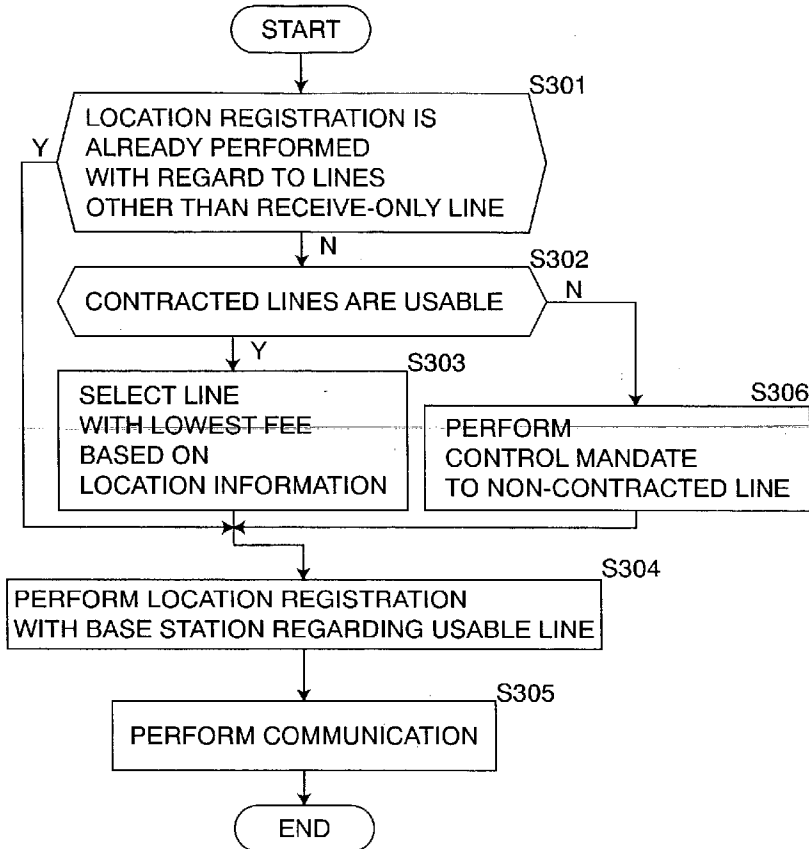 START
S301
LOCATION REGISTRATION IS
ALREADY PERFORMED
WITH REGARD TO LINES
OTHER THAN RECEIVE-ONLY LINE
Y
N
S302
CONTRACTED LINES ARE USABLE
N
Y
S303
SELECT LINE
WITH LOWEST FEE
BASED ON
LOCATION INFORMATION
S306
PERFORM
CONTROL MANDATE
TO NON-CONTRACTED LINE
S304
PERFORM LOCATION REGISTRATION
WITH BASE STATION REGARDING USABLE LINE
S305
PERFORM COMMUNICATION
END